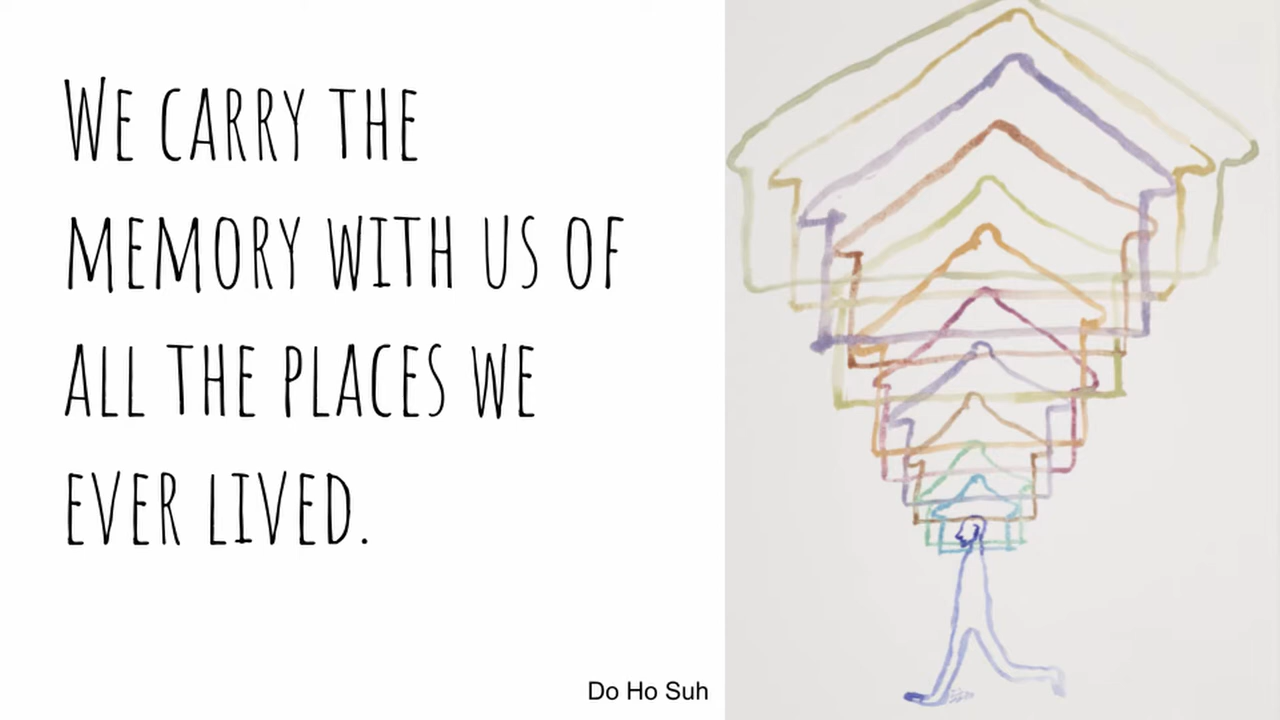 WE CARRY THE
MEMORY WITH US OF
ALL THE PLACES WE
EVER LIVED.
Do Ho Suh